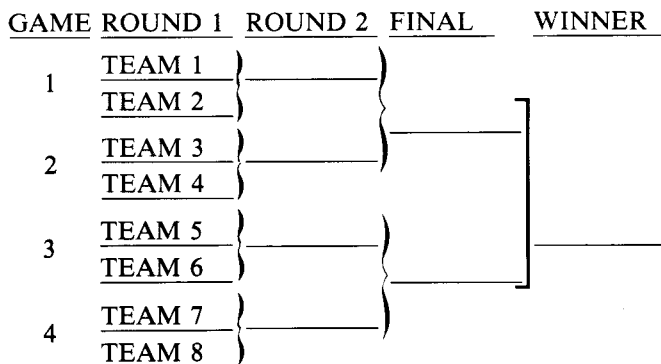 GAME ROUND 1 ROUND 2 FINAL WINNER
TEAM 1
1
TEAM 2
TEAM 3
2
TEAM 4
TEAM 5
3
TEAM 6
TEAM 7
4
TEAM 8